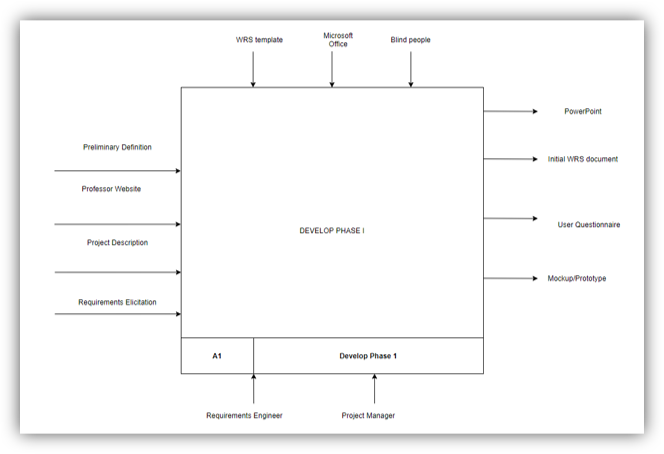 WRS template
Microsoft
Office
Blind people
PowerPoint
Preliminary Definition
Initial WRS document
Professor Website
User Questionnaire
DEVELOP PHASE I
Project Description
Mockup/Prototype
Requirements Elicitation
A1
Develop Phase 1
Requirements Engineer
Project Manager